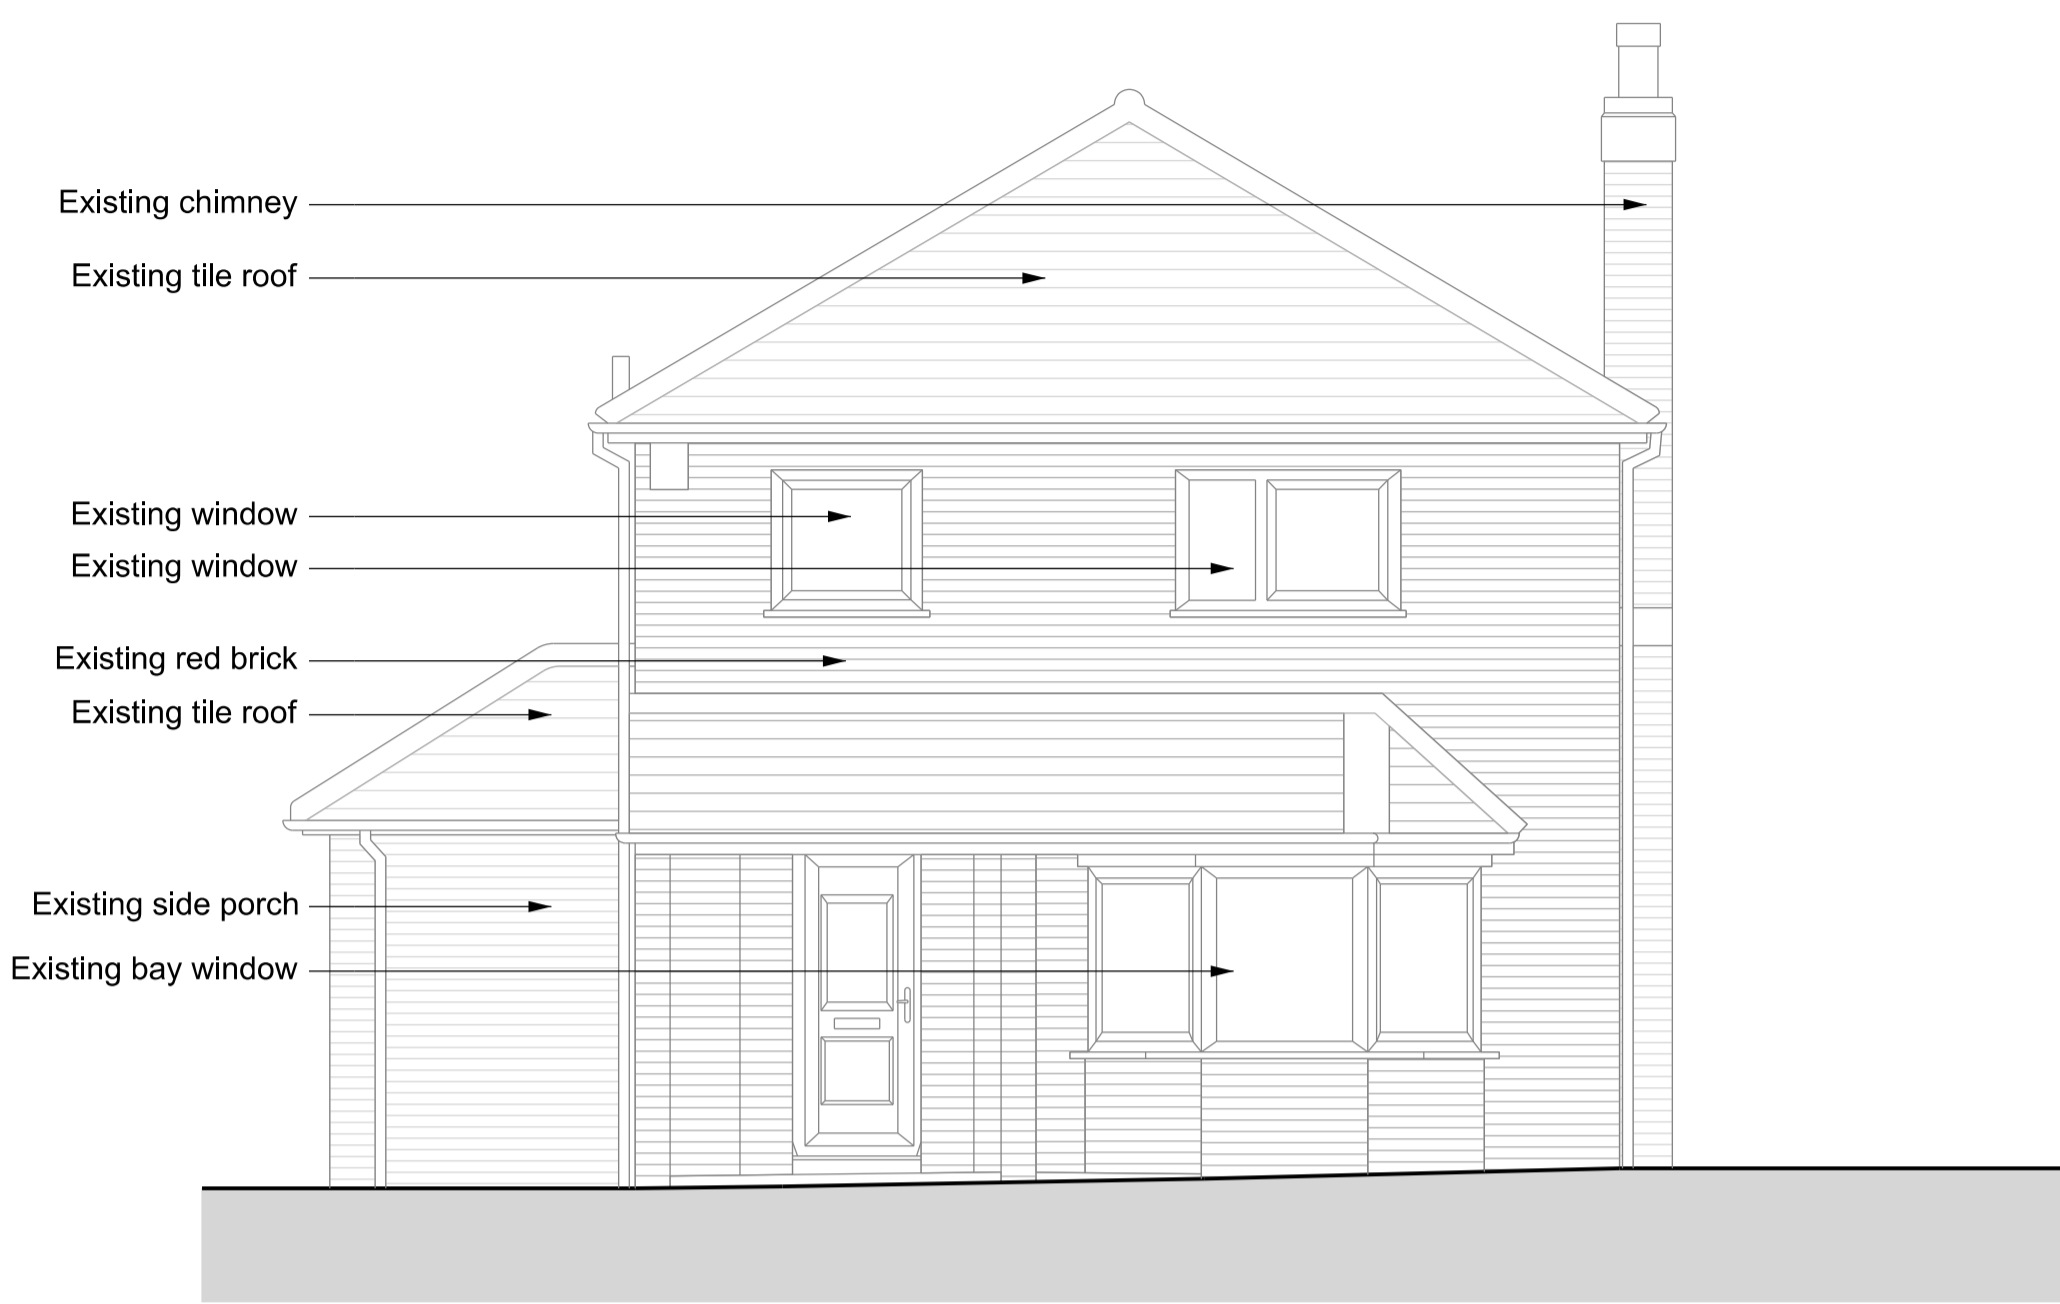 Existing chimney
Existing tile roof
Existing window
Existing window
Existing red brick
Existing tile roof
Existing side porch
Existing bay window